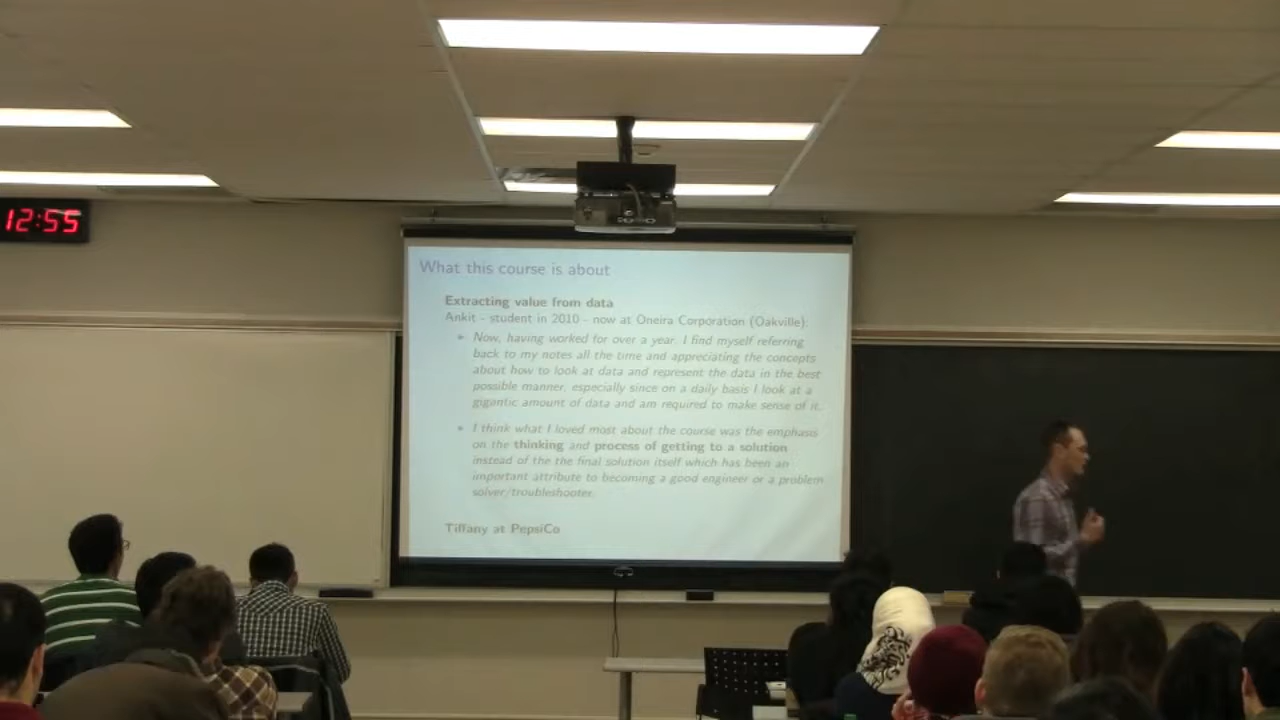 12:55
What this course is about
Extracting value from data
Ankit - student in 2010 - now at Oneira Corporation (Oakville):
Now, having worked for over a year, I find myself referring
back to my notes all the time and appreciating the concepts
about how to look at data and represent the data in the best
possible manner, especially since on a daily basis I look at a
gigantic amount of data and am required to make sense of it.
I think what I loved most about the course was the emphasis
on the thinking and process of getting to a solution
instead of the the final solution itself which has been an
important attribute to becoming a good engineer or a problem
solver/troubleshooter.
Tiffany at PepsiCo